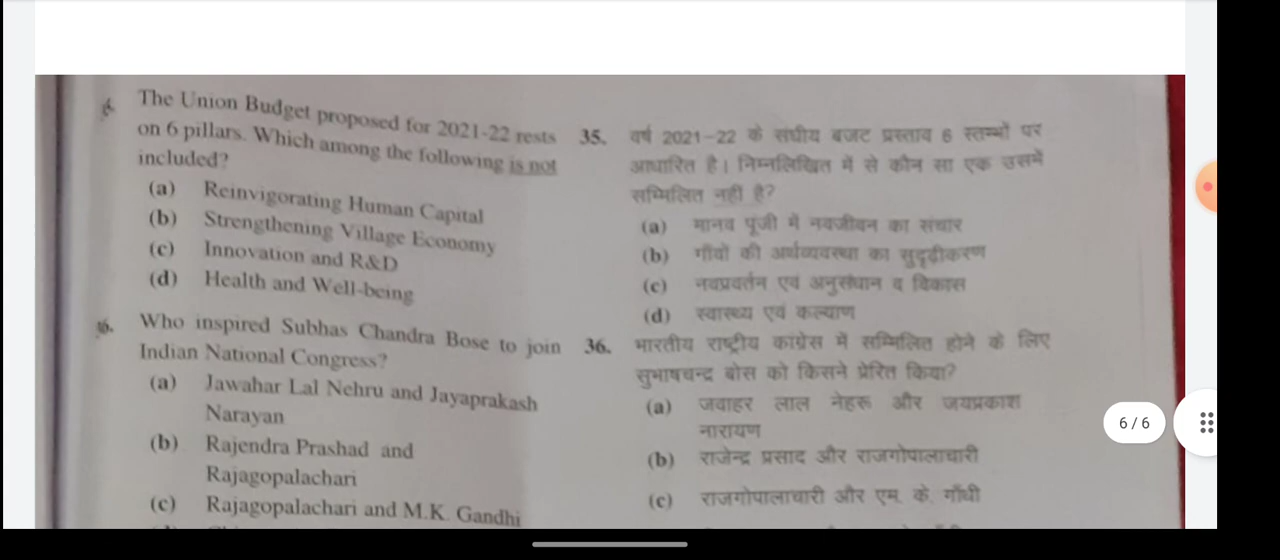 The Union Budget proposed for 2021-22 rests
on 6 pillars. Which among the following is not
included?
(a) Reinvigorating Human Capital
(b) Strengthening Village Economy
(c) Innovation and R&D
(d) Health and Well-being
36. Who inspired Subhas Chandra Bose to join
Indian National Congress?
(a) Jawahar Lal Nehru and Jayaprakash
Narayan
(b) Rajendra Prashad and
Rajagopalachari
(c) Rajagopalachari and M.K. Gandhi
35. वर्ष 2021-22 के संघीय बजट प्रस्ताव 6 स्तम्भों पर
आधारित है। निम्नलिखित में से कौन सा एक उसमें
सम्मिलित नहीं है?
(a) मानव पूंजी में नवजीवन का संचार
(b) गाँवों की अर्थव्यवस्था का सुदृढ़ीकरण
(c) नवप्रवर्तन एवं अनुसंधान व विकास
(d) स्वास्थ्य एवं कल्याण
36. भारतीय राष्ट्रीय कांग्रेस में सम्मिलित होने के लिए
सुभाषचन्द्र बोस को किसने प्रेरित किया?
(a) जवाहर लाल नेहरू और जयप्रकाश
नारायण
(b) राजेन्द्र प्रसाद और राजगोपालाचारी
(c) राजगोपालाचारी और एम. के. गाँधी
6 / 6